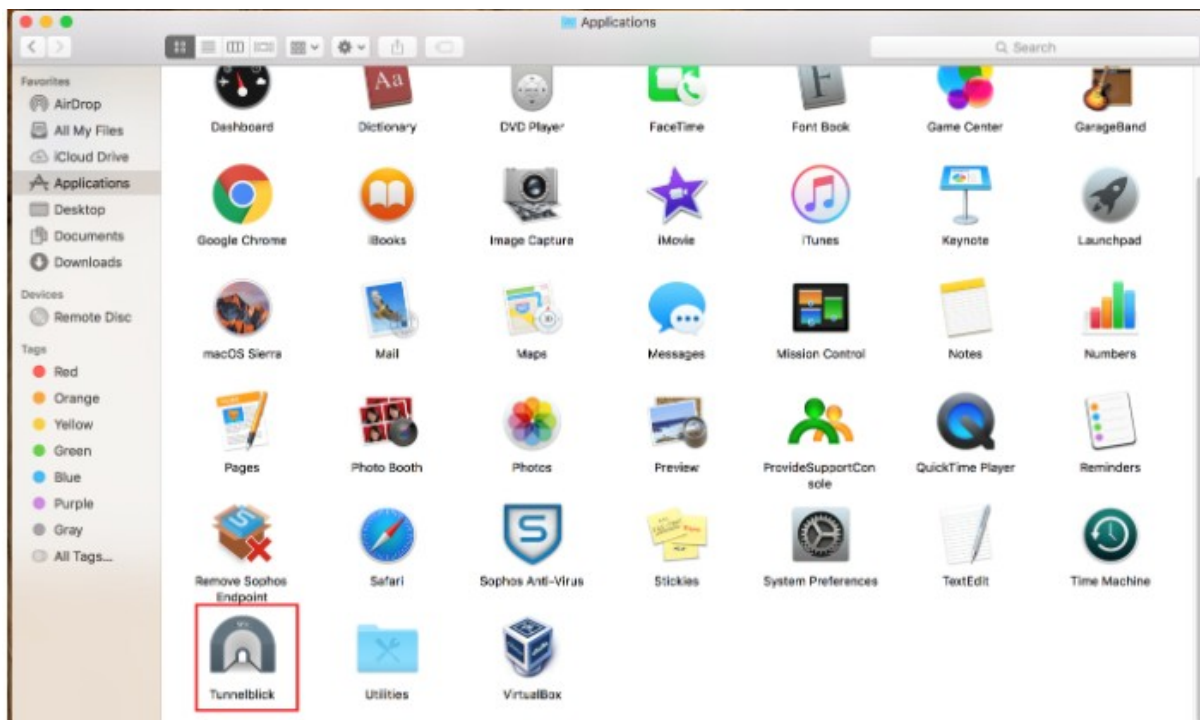 Applications
Search
Favorites
AirDrop
All My Files
iCloud Drive
Applications
Desktop
Documents
Downloads
Devices
Remote Disc
Tags
Red
Orange
Yellow
Green
Blue
Purple
Gray
All Tags...
Aa
F
Dashboard
Dictionary
DVD Player
FaceTime
Font Book
Game Center
GarageBand
Google Chrome
iBooks
Image Capture
iMovie
iTunes
Keynote
Launchpad
macOS Sierra
Mail
Maps
Messages
Mission Control
Notes
Numbers
Pages
Photo Booth
Photos
Preview
ProvideSupportCon
sole
QuickTime Player
Reminders
S
S
Remove Sophos
Endpoint
Safari
Sophos Anti-Virus
Stickies
System Preferences
TextEdit
Time Machine
Tunnelblick
Utilities
VirtualBox